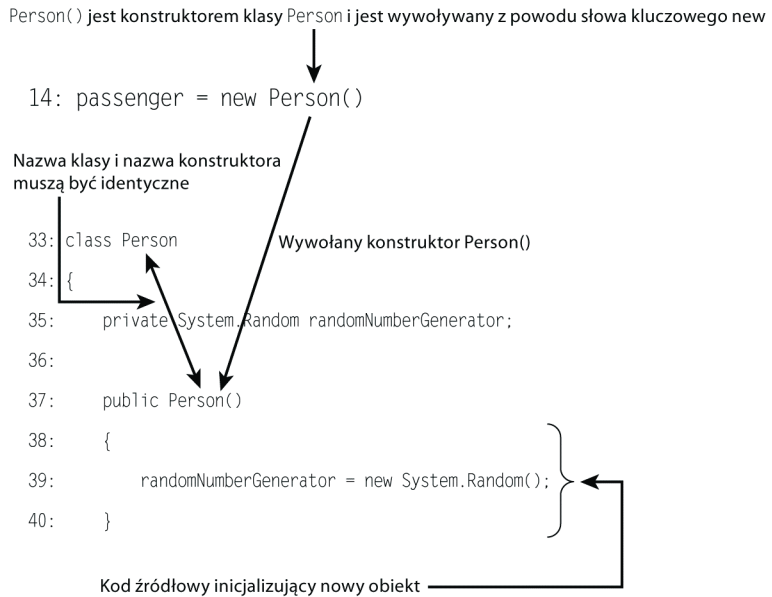 Person() jest konstruktorem klasy Person i jest wywoływany z powodu słowa kluczowego new
14: passenger = new Person()
Nazwa klasy i nazwa konstruktora
muszą być identyczne
33: class Person
Wywołany konstruktor Person()
34: {
35: private System.Random randomNumberGenerator;
36:
37: public Person()
38: {
39: randomNumberGenerator = new System.Random();
40: }
Kod źródłowy inicjalizujący nowy obiekt